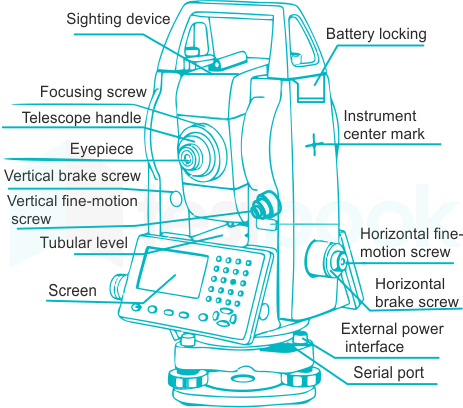 Sighting device
Battery locking
Focusing screw
Telescope handle
Instrument
center mark
Eyepiece
Vertical brake screw
Vertical fine-motion
screw
Tubular level
Horizontal fine-
motion screw
Screen
Horizontal
brake screw
External power
interface
Serial port